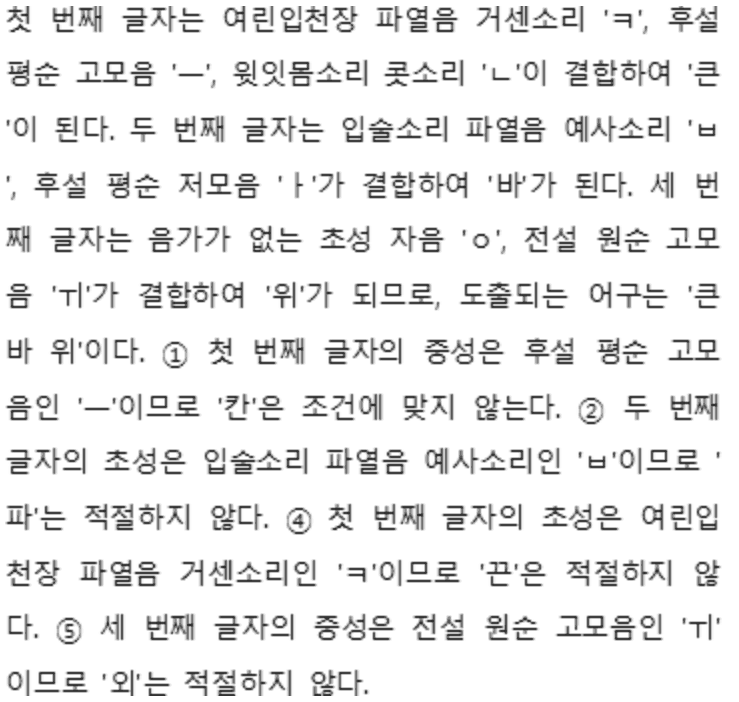 첫 번째 글자는 여린입천장 파열음 거센소리 'ㅋ', 후설
평순 고모음 'ㅡ', 윗잇몸소리 콧소리 'ㄴ'이 결합하여 '큰
'이 된다. 두 번째 글자는 입술소리 파열음 예사소리 'ㅂ
', 후설 평순 저모음 'ㅏ'가 결합하여 '바'가 된다. 세 번
째 글자는 음가가 없는 초성 자음 'ㅇ', 전설 원순 고모
음 'ㅟ'가 결합하여 '위'가 되므로, 도출되는 어구는 '큰
바 위'이다. ① 첫 번째 글자의 중성은 후설 평순 고모
음인 'ㅡ'이므로 '칸'은 조건에 맞지 않는다. ② 두 번째
글자의 초성은 입술소리 파열음 예사소리인 'ㅂ'이므로 '
파'는 적절하지 않다. ④ 첫 번째 글자의 초성은 여린입
천장 파열음 거센소리인 'ㅋ'이므로 '끈'은 적절하지 않
다. ⑤ 세 번째 글자의 중성은 전설 원순 고모음인 'ㅟ'
이므로 '외'는 적절하지 않다.